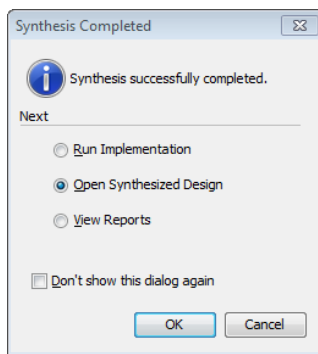 Synthesis Completed
Synthesis successfully completed.
Next
Run Implementation
Open Synthesized Design
View Reports
Don't show this dialog again
OK Cancel